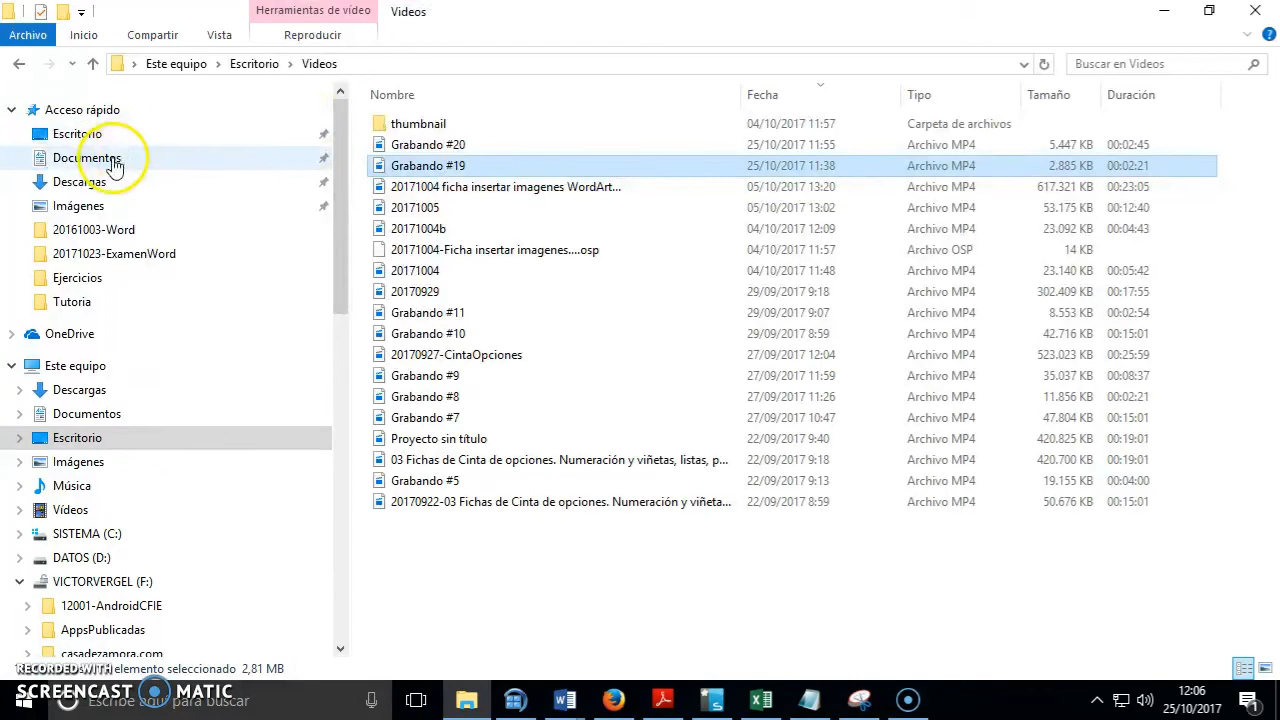 Herramientas de vídeo
Videos
Archivo
Inicio
Compartir
Vista
Reproducir
Este equipo
Escritorio
Videos
Buscar en Videos
Acceso rápido
Escritorio
Documentos
Descargas
Imágenes
20161003-Word
20171023-ExamenWord
Ejercicios
Tutoria
OneDrive
Este equipo
Descargas
Documentos
Escritorio
Imágenes
Música
Vídeos
SISTEMA (C:)
DATOS (D:)
VICTORVERGEL (F:)
12001-AndroidCFIE
AppsPublicadas
casadezamora.com
Nombre Fecha Tipo Tamaño Duración
thumbnail 04/10/2017 11:57 Carpeta de archivos
Grabando #20 25/10/2017 11:55 Archivo MP4 5.447 KB 00:02:45
Grabando #19 25/10/2017 11:38 Archivo MP4 2.885 KB 00:02:21
20171004 ficha insertar imagenes WordArt... 05/10/2017 13:20 Archivo MP4 617.321 KB 00:23:05
20171005 05/10/2017 13:02 Archivo MP4 53.175 KB 00:12:40
20171004b 04/10/2017 12:09 Archivo MP4 23.092 KB 00:04:43
20171004-Ficha insertar imagenes....osp 04/10/2017 11:57 Archivo OSP 14 KB
20171004 04/10/2017 11:48 Archivo MP4 23.140 KB 00:05:42
20170929 29/09/2017 9:18 Archivo MP4 302.409 KB 00:17:55
Grabando #11 29/09/2017 9:07 Archivo MP4 8.553 KB 00:02:54
Grabando #10 29/09/2017 8:59 Archivo MP4 42.716 KB 00:15:01
20170927-CintaOpciones 27/09/2017 12:04 Archivo MP4 523.023 KB 00:25:59
Grabando #9 27/09/2017 11:59 Archivo MP4 35.037 KB 00:08:37
Grabando #8 27/09/2017 11:26 Archivo MP4 11.856 KB 00:02:21
Grabando #7 27/09/2017 10:47 Archivo MP4 47.804 KB 00:15:01
Proyecto sin título 22/09/2017 9:40 Archivo MP4 420.825 KB 00:19:01
03 Fichas de Cinta de opciones. Numeración y viñetas, listas, p... 22/09/2017 9:18 Archivo MP4 420.700 KB 00:19:01
Grabando #5 22/09/2017 9:13 Archivo MP4 19.155 KB 00:04:00
20170922-03 Fichas de Cinta de opciones. Numeración y viñeta... 22/09/2017 8:59 Archivo MP4 50.676 KB 00:15:01
elemento seleccionado 2,81 MB
RECORDED WITH
SCREENCAST MATIC
Escribe aquí para buscar
12:06
25/10/2017